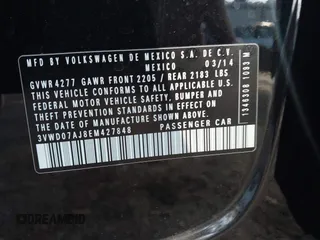 MFD BY VOLKSWAGEN DE MEXICO S.A. DE C.V.
MEXICO 03/14
GVWR 4277 GAWR FRONT 2205 / REAR 2183 LBS
THIS VEHICLE CONFORMS TO ALL APPLICABLE
FEDERAL MOTOR VEHICLE SAFETY, BUMPER AND
THEFT PREVENTION STANDARDS IN EFFECT ON
THE DATE OF MANUFACTURE SHOWN ABOVE
3VWD07AJ8EM427848 PASSENGER CAR
1346308 1093 M
© DREAMBID